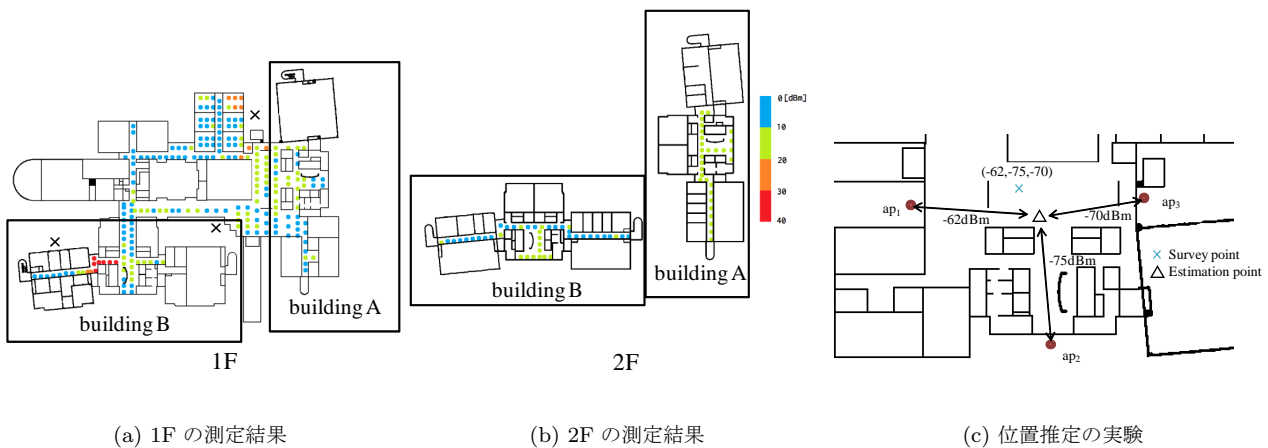 building A
building B
1F
(a) 1F の測定結果
0[dBm]
10
20
30
40
building A
building B
2F
(b) 2F の測定結果
(-62,-75,-70)
ap1
-62dBm
-70dBm
ap3
-75dBm
Survey point
Estimation point
ap2
(c) 位置推定の実験